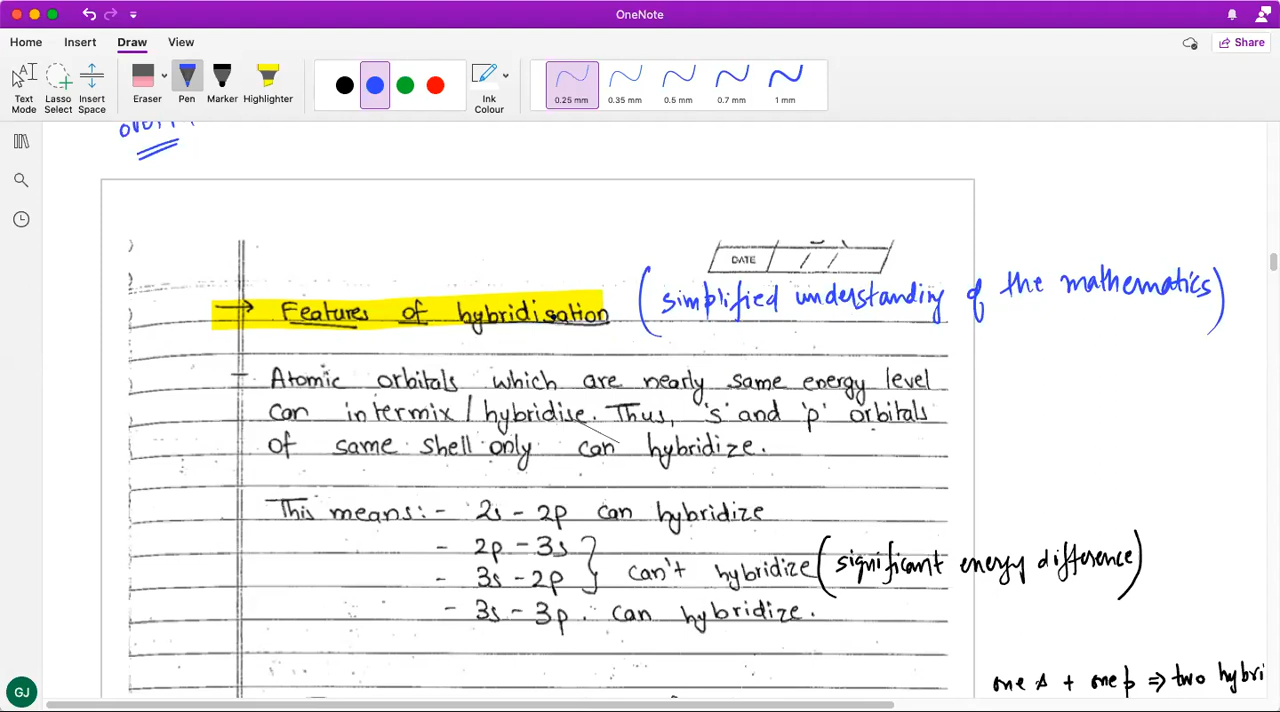 OneNote
Home Insert Draw View
Share
Text Mode
Lasso Select
Insert Space
Eraser
Pen
Marker
Highlighter
Ink Colour
0.25 mm
0.35 mm
0.5 mm
0.7 mm
1 mm
DATE
→ Features of hybridisation (simplified understanding of the mathematics)
Atomic orbitals which are nearly same energy level
can intermix / hybridise. Thus, 's' and 'p' orbitals
of same shell only can hybridize.
This means:- 2s - 2p can hybridize
- 2p - 3s
- 3s - 2p } can't hybridize (significant energy difference)
- 3s - 3p. can hybridize.
one s + one p ⇒ two hybri
GJ